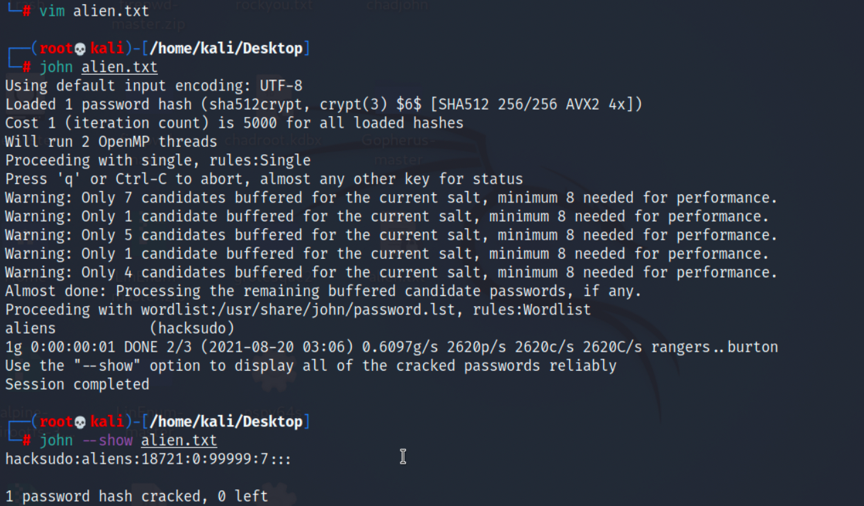 └─# vim alien.txt
┌──(root💀kali)-[/home/kali/Desktop]
└─# john alien.txt
Using default input encoding: UTF-8
Loaded 1 password hash (sha512crypt, crypt(3) $6$ [SHA512 256/256 AVX2 4x])
Cost 1 (iteration count) is 5000 for all loaded hashes
Will run 2 OpenMP threads
Proceeding with single, rules:Single
Press 'q' or Ctrl-C to abort, almost any other key for status
Warning: Only 7 candidates buffered for the current salt, minimum 8 needed for performance.
Warning: Only 1 candidate buffered for the current salt, minimum 8 needed for performance.
Warning: Only 5 candidates buffered for the current salt, minimum 8 needed for performance.
Warning: Only 1 candidate buffered for the current salt, minimum 8 needed for performance.
Warning: Only 4 candidates buffered for the current salt, minimum 8 needed for performance.
Almost done: Processing the remaining buffered candidate passwords, if any.
Proceeding with wordlist:/usr/share/john/password.lst, rules:Wordlist
aliens           (hacksudo)
1g 0:00:00:01 DONE 2/3 (2021-08-20 03:06) 0.6097g/s 2620p/s 2620c/s 2620C/s rangers..burton
Use the "--show" option to display all of the cracked passwords reliably
Session completed
┌──(root💀kali)-[/home/kali/Desktop]
└─# john --show alien.txt
hacksudo:aliens:18721:0:99999:7:::
1 password hash cracked, 0 left